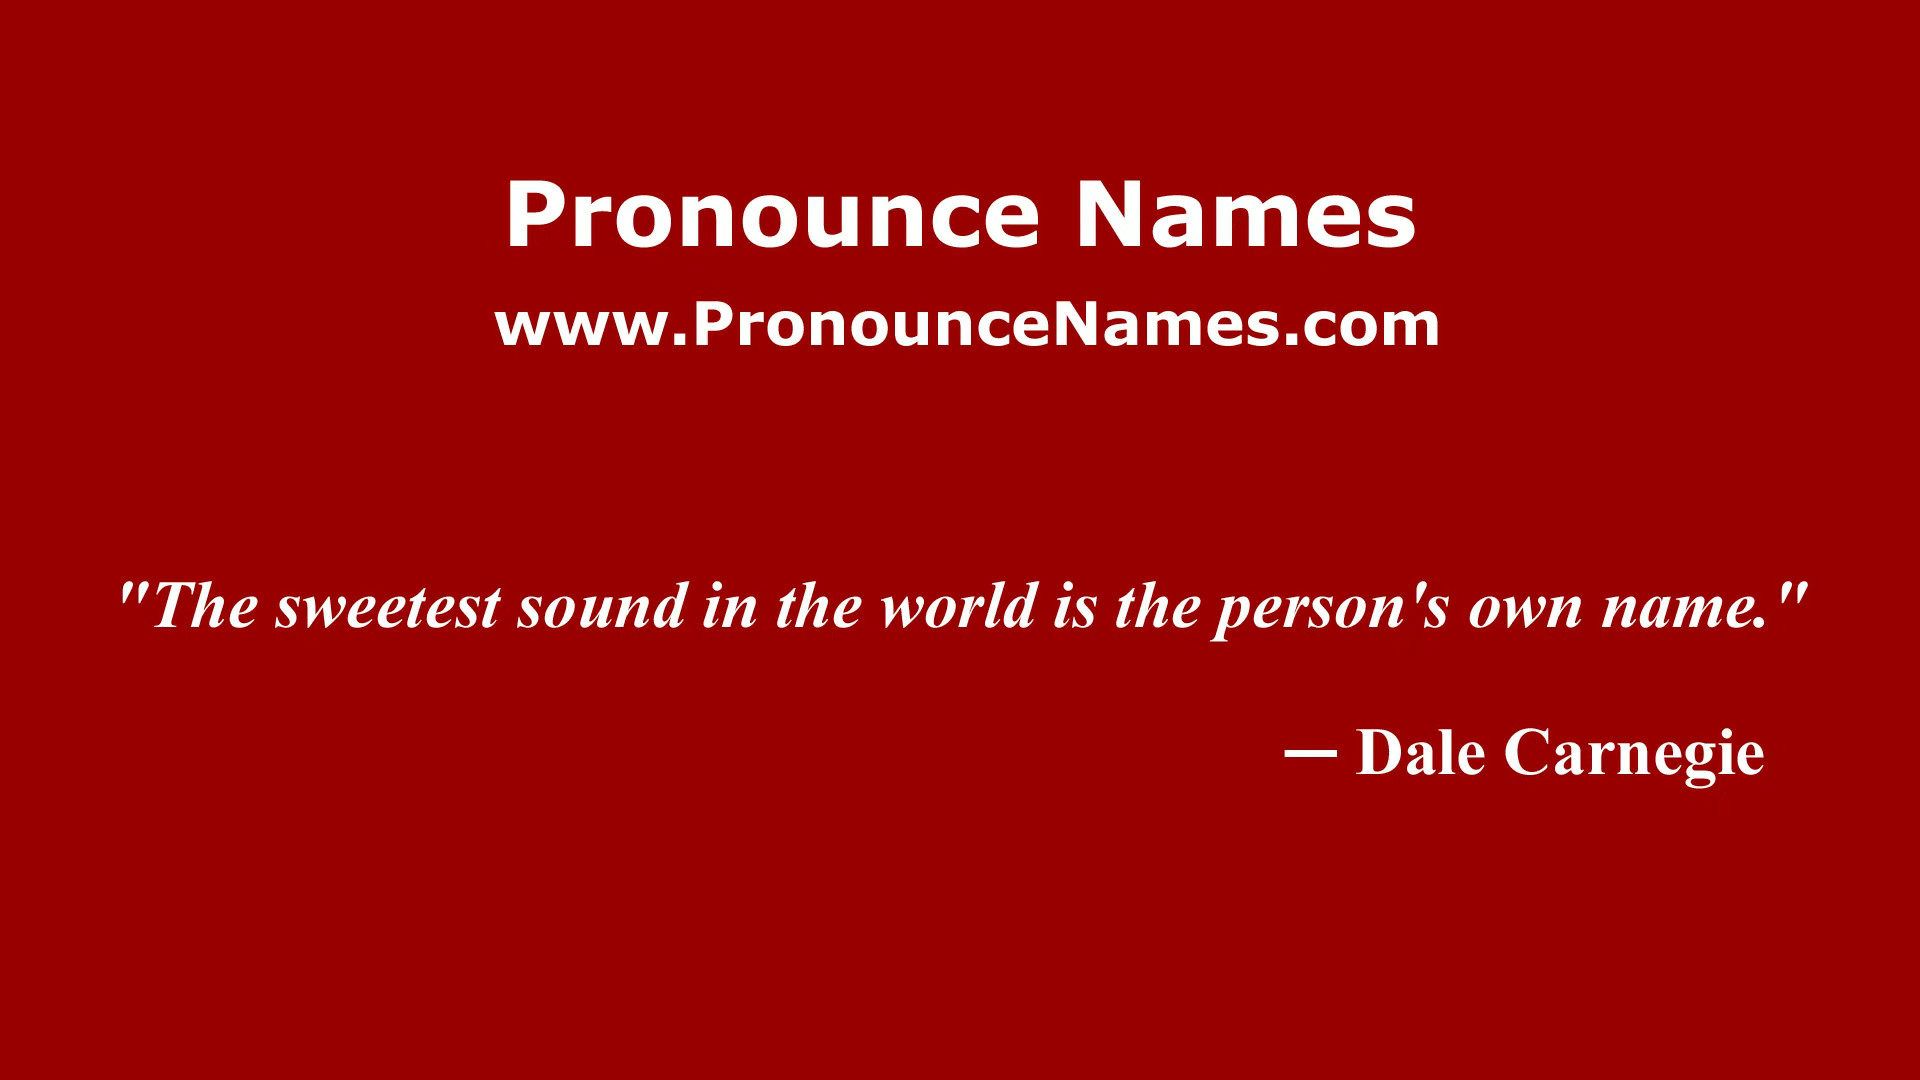 Pronounce Names
www.PronounceNames.com
"The sweetest sound in the world is the person's own name."
— Dale Carnegie